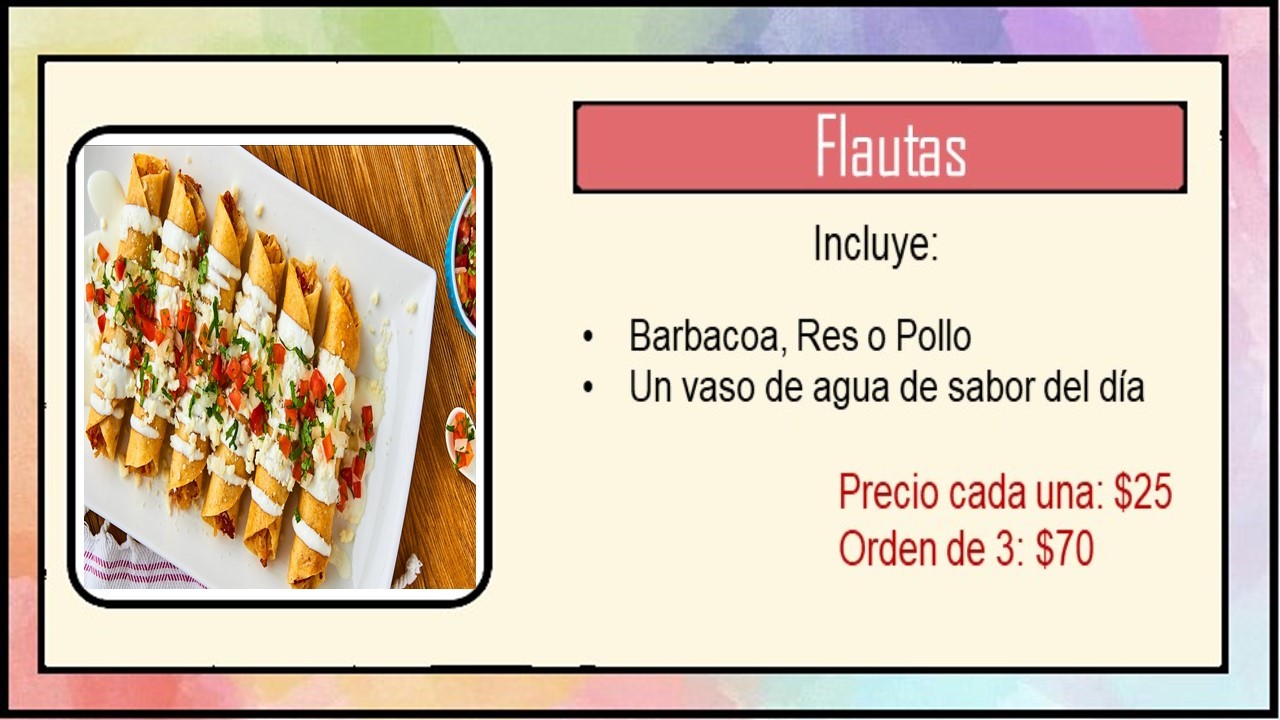 Flautas
Incluye:
• Barbacoa, Res o Pollo
• Un vaso de agua de sabor del día
Precio cada una: $25
Orden de 3: $70